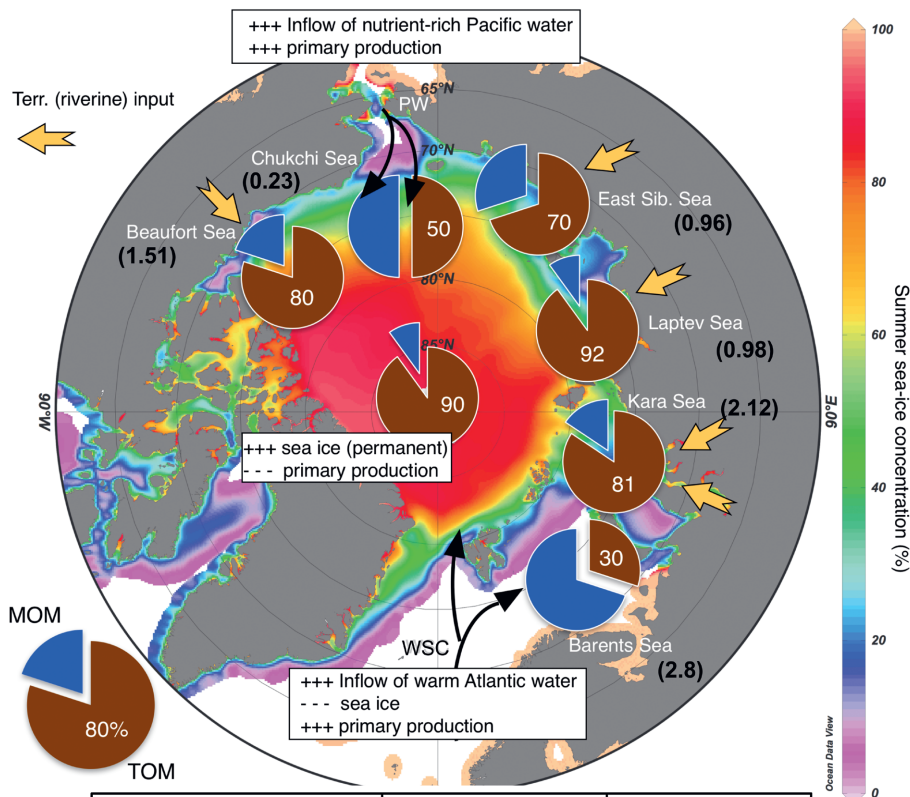 +++ Inflow of nutrient-rich Pacific water
+++ primary production
Terr. (riverine) input
65°N
PW
70°N
Chukchi Sea
(0.23)
Beaufort Sea
(1.51)
50
70
East Sib. Sea
(0.96)
80
80°N
92
Laptev Sea
(0.98)
85°N
90
Kara Sea
(2.12)
90°W
90°E
+++ sea ice (permanent)
--- primary production
81
30
WSC
Barents Sea
(2.8)
+++ Inflow of warm Atlantic water
--- sea ice
+++ primary production
MOM
80%
TOM
100
80
60
40
20
0
Summer sea-ice concentration (%)
Ocean Data View